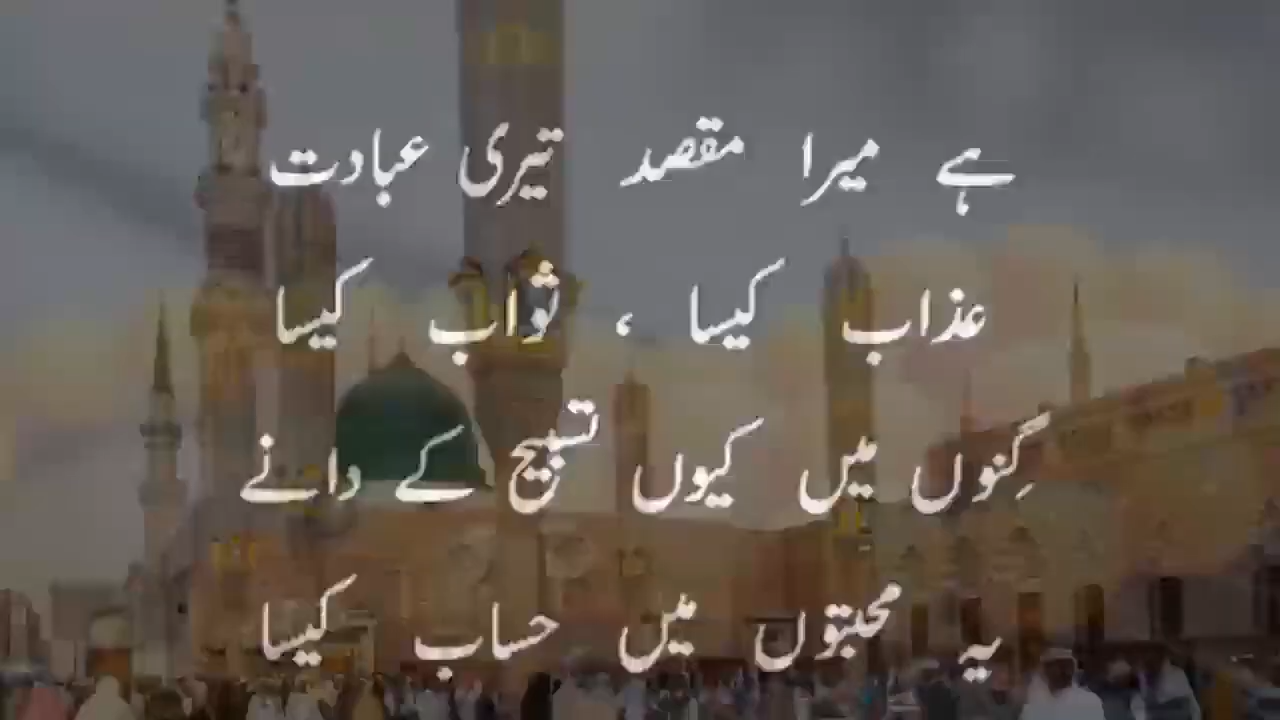 ہے میرا مقصد تیری عبادت
عذاب کیسا ، ثواب کیسا
گِنوں میں کیوں تسبیح کے دانے
یہ محبتوں میں حساب کیسا